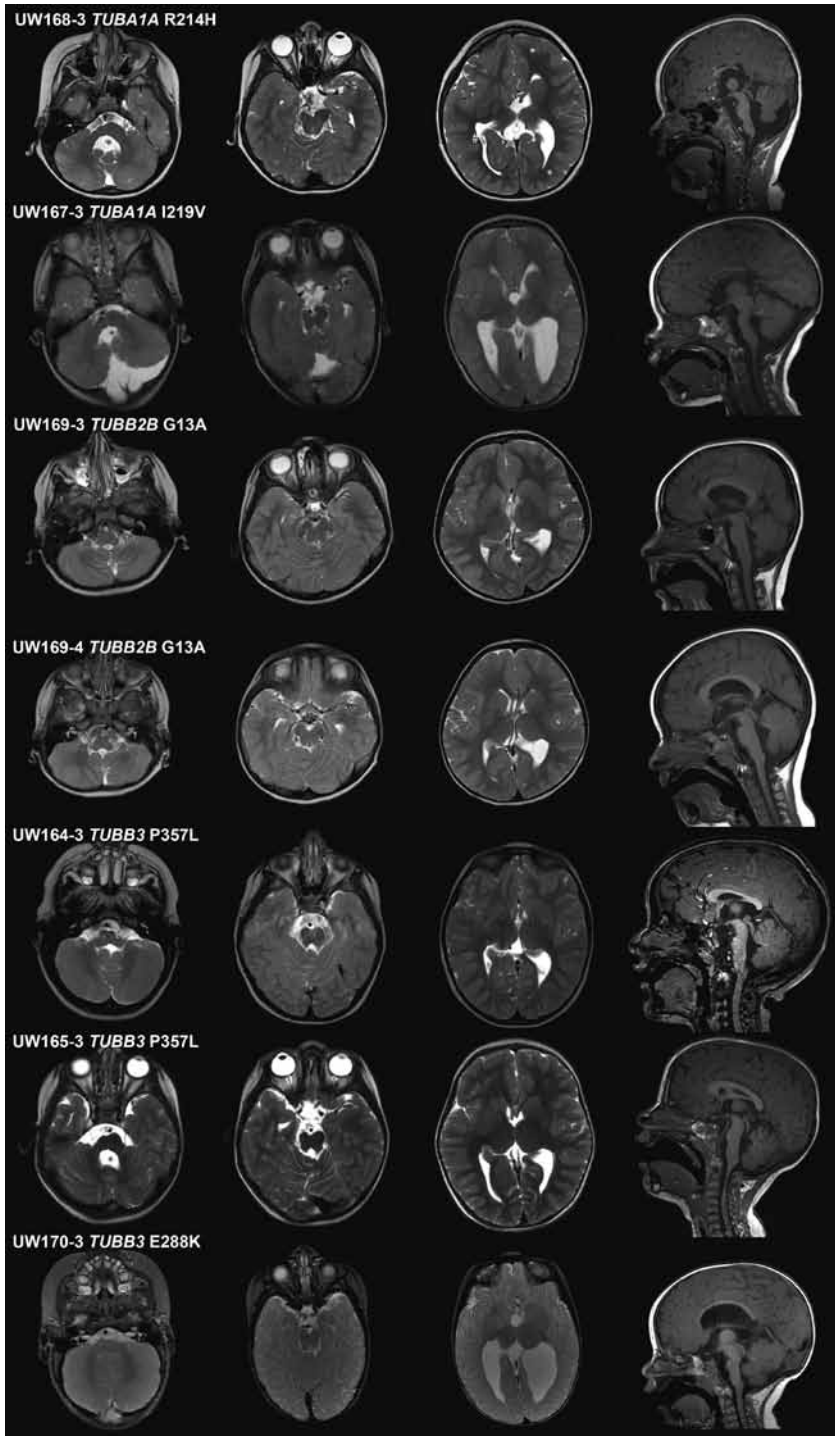 UW168-3 TUBA1A R214H
UW167-3 TUBA1A I219V
UW169-3 TUBB2B G13A
UW169-4 TUBB2B G13A
UW164-3 TUBB3 P357L
UW165-3 TUBB3 P357L
UW170-3 TUBB3 E288K